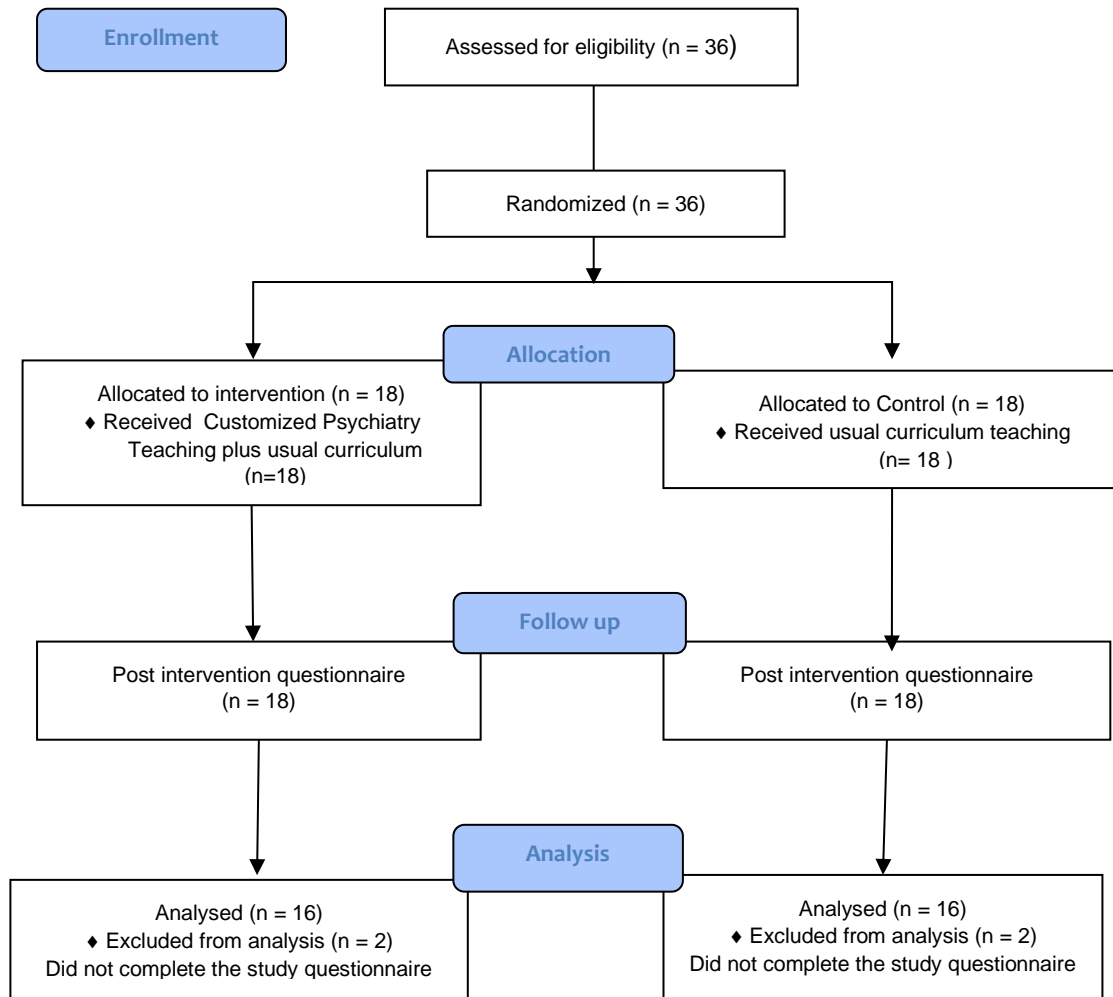 Enrollment
Assessed for eligibility (n = 36)
Randomized (n = 36)
Allocation
Allocated to intervention (n = 18)
♦ Received Customized Psychiatry
Teaching plus usual curriculum
(n=18)
Allocated to Control (n = 18)
♦ Received usual curriculum teaching
(n= 18 )
Follow up
Post intervention questionnaire
(n = 18)
Post intervention questionnaire
(n = 18)
Analysis
Analysed (n = 16)
♦ Excluded from analysis (n = 2)
Did not complete the study questionnaire
Analysed (n = 16)
♦ Excluded from analysis (n = 2)
Did not complete the study questionnaire